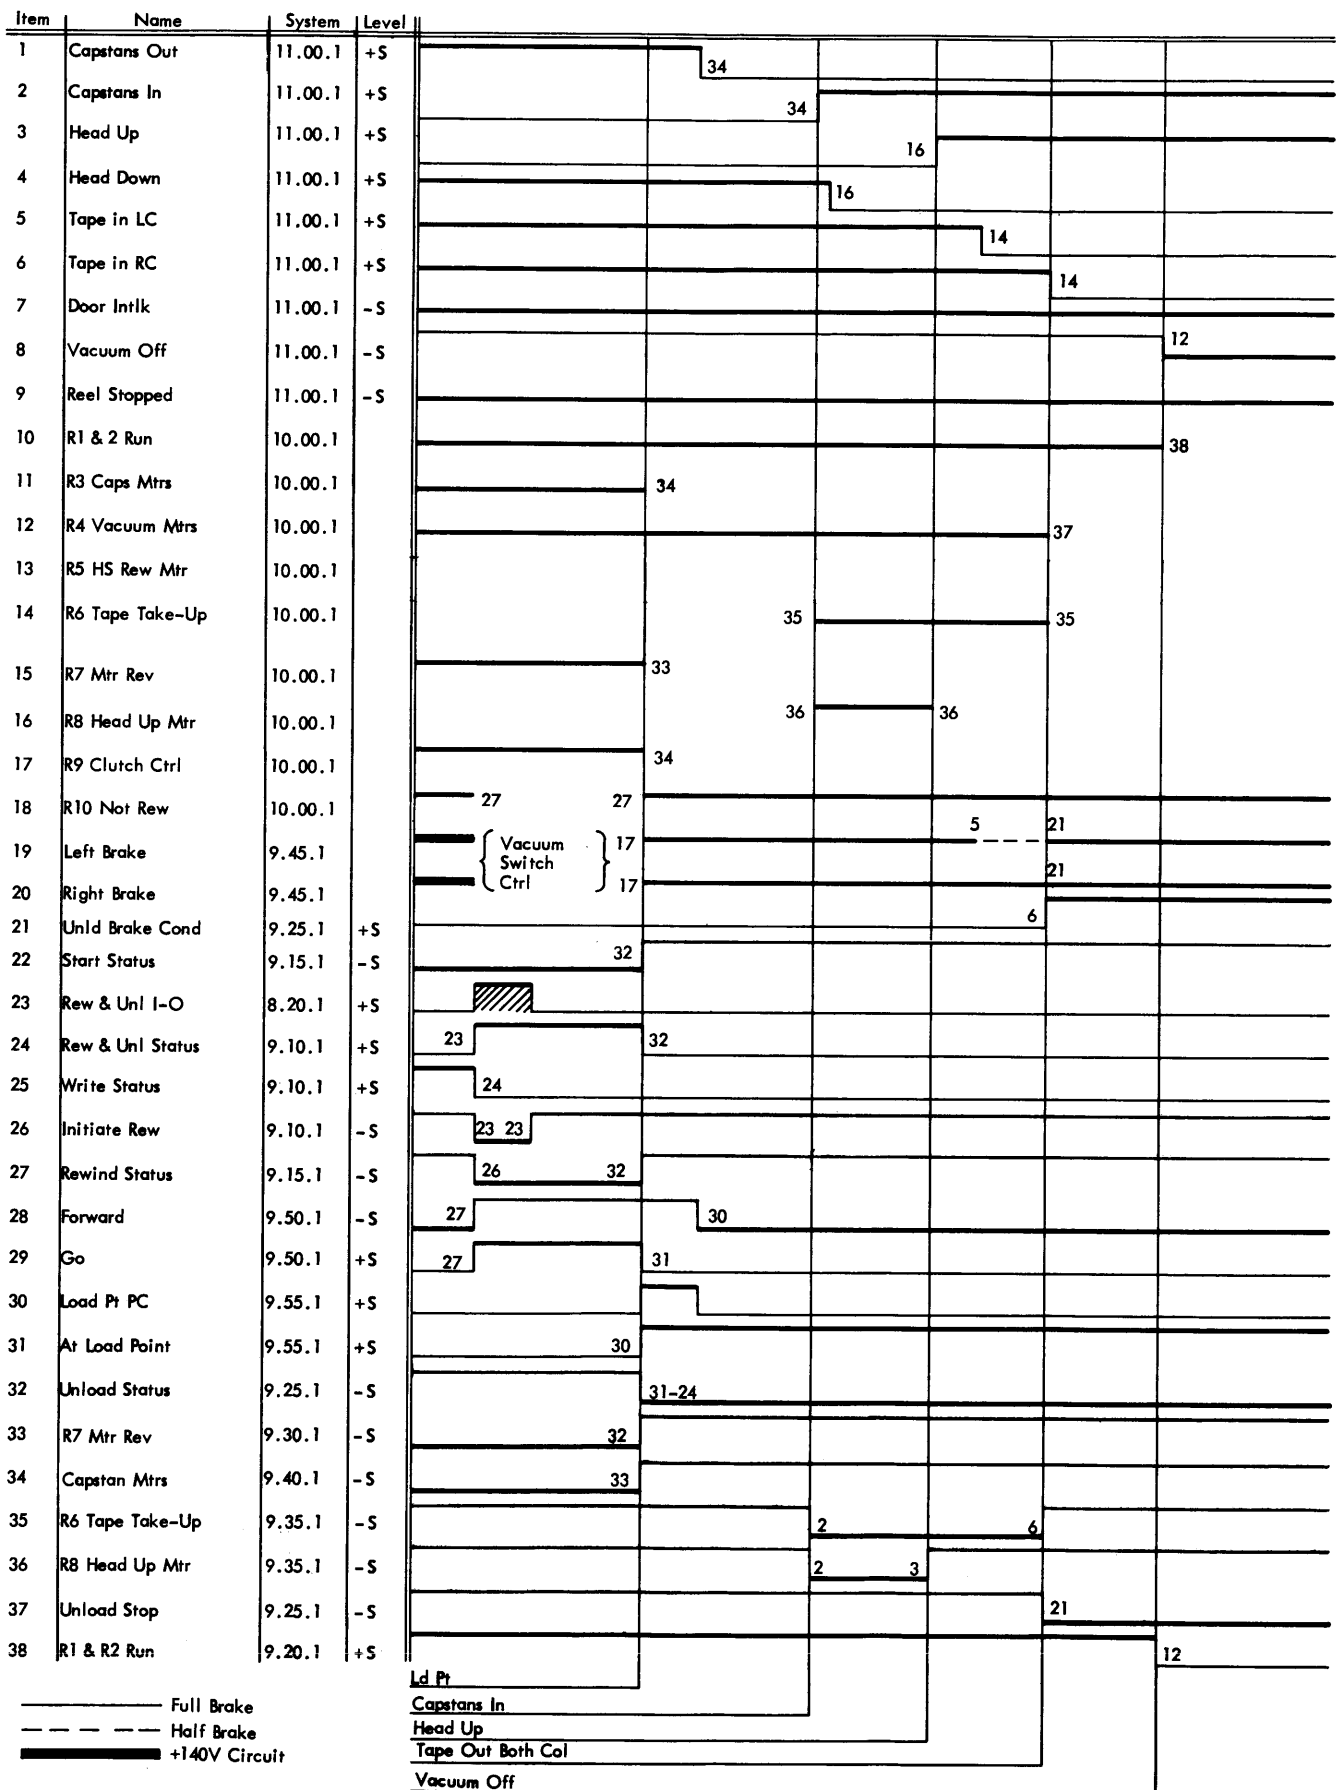 Item Name System Level
1 Capstans Out 11.00.1 +S 34
2 Capstans In 11.00.1 +S 34
3 Head Up 11.00.1 +S 16
4 Head Down 11.00.1 +S 16
5 Tape in LC 11.00.1 +S 14
6 Tape in RC 11.00.1 +S 14
7 Door Intlk 11.00.1 -S
8 Vacuum Off 11.00.1 -S 12
9 Reel Stopped 11.00.1 -S
10 R1 & 2 Run 10.00.1 38
11 R3 Caps Mtrs 10.00.1 34
12 R4 Vacuum Mtrs 10.00.1 37
13 R5 HS Rew Mtr 10.00.1
14 R6 Tape Take-Up 10.00.1 35 35
15 R7 Mtr Rev 10.00.1 33
16 R8 Head Up Mtr 10.00.1 36 36
17 R9 Clutch Ctrl 10.00.1 34
18 R10 Not Rew 10.00.1 27 27
19 Left Brake 9.45.1 Vacuum Switch Ctrl 17 5 21
20 Right Brake 9.45.1 17 21
21 Unld Brake Cond 9.25.1 +S 6
22 Start Status 9.15.1 -S 32
23 Rew & Unl I-O 8.20.1 +S
24 Rew & Unl Status 9.10.1 +S 23 32
25 Write Status 9.10.1 +S 24
26 Initiate Rew 9.10.1 -S 23 23
27 Rewind Status 9.15.1 -S 26 32
28 Forward 9.50.1 -S 27 30
29 Go 9.50.1 +S 27 31
30 Load Pt PC 9.55.1 +S
31 At Load Point 9.55.1 +S 30
32 Unload Status 9.25.1 -S 31-24
33 R7 Mtr Rev 9.30.1 -S 32
34 Capstan Mtrs 9.40.1 -S 33
35 R6 Tape Take-Up 9.35.1 -S 2 6
36 R8 Head Up Mtr 9.35.1 -S 2 3
37 Unload Stop 9.25.1 -S 21
38 R1 & R2 Run 9.20.1 +S 12
Ld Pt
Full Brake
Capstans In
Half Brake
Head Up
+140V Circuit
Tape Out Both Col
Vacuum Off